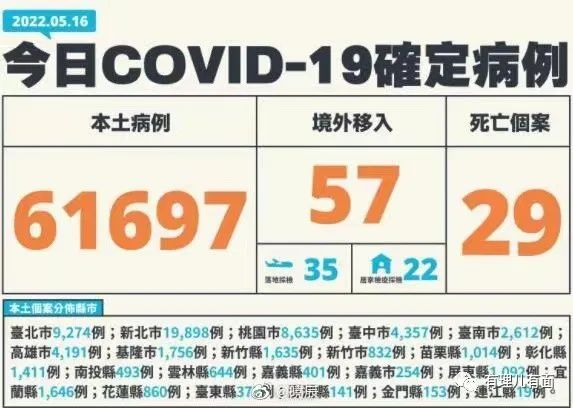 2022.05.16
今日COVID-19確定病例
本土病例
境外移入
死亡個案
61697
57
29
落地採檢
35
居家檢疫採檢
22
本土個案分佈縣市
臺北市9,274例；新北市19,898例；桃園市8,635例；臺中市4,357例；臺南市2,612例；
高雄市4,191例；基隆市1,756例；新竹縣1,635例；新竹市832例；苗栗縣1,014例；彰化縣
1,411例；南投縣493例；雲林縣644例；嘉義縣401例；嘉義市254例；屏東縣1,092例；宜
蘭縣1,646例；花蓮縣860例；臺東縣37 141例；金門縣153例；連江縣19例。
有理儿有面